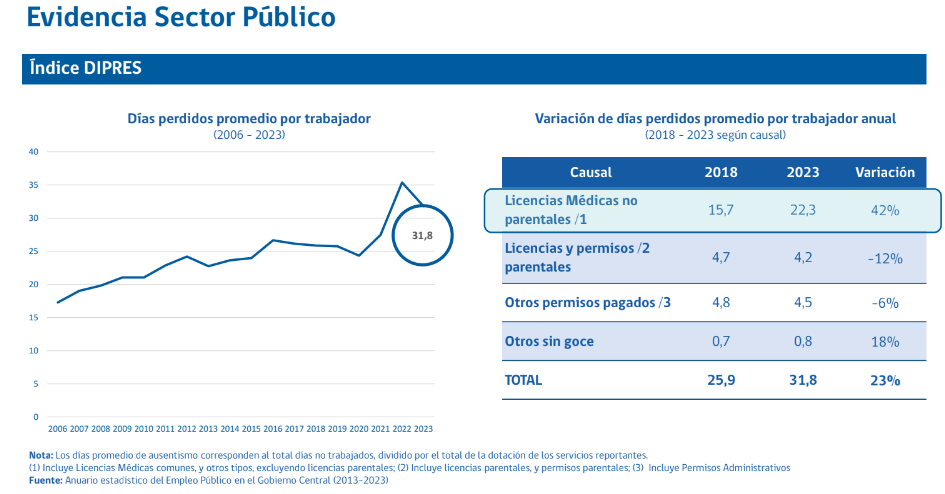 Evidencia Sector Público
Índice DIPRES
Días perdidos promedio por trabajador
(2006 - 2023)
40
35
30
25
20
15
10
5
0
31,8
2006 2007 2008 2009 2010 2011 2012 2013 2014 2015 2016 2017 2018 2019 2020 2021 2022 2023
Variación de días perdidos promedio por trabajador anual
(2018 - 2023 según causal)
Causal 2018 2023 Variación
Licencias Médicas no
parentales /1 15,7 22,3 42%
Licencias y permisos /2
parentales 4,7 4,2 -12%
Otros permisos pagados /3 4,8 4,5 -6%
Otros sin goce 0,7 0,8 18%
TOTAL 25,9 31,8 23%
Nota: Los días promedio de ausentismo corresponden al total días no trabajados, dividido por el total de la dotación de los servicios reportantes.
(1) Incluye Licencias Médicas comunes, y otros tipos, excluyendo licencias parentales; (2) Incluye licencias parentales, y permisos parentales; (3) Incluye Permisos Administrativos
Fuente: Anuario estadístico del Empleo Público en el Gobierno Central (2013-2023)